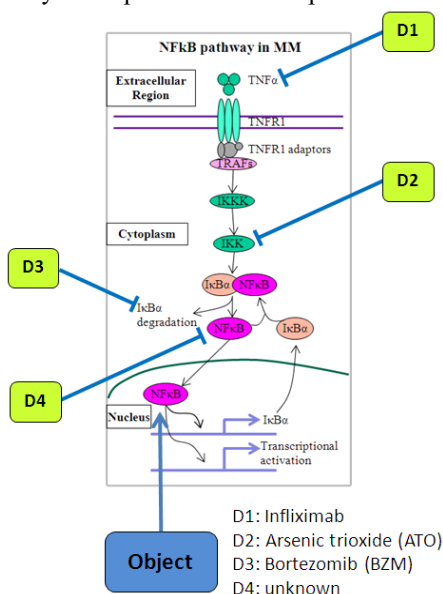 D1
NFkB pathway in MM
Extracellular
Region
TNFα
TNFR1
TNFR1 adaptors
TRAFs
D2
IKKK
Cytoplasm
IKK
D3
IκBα
NFκB
IκBα
degradation
NFκB
IκBα
D4
NFκB
Nucleus
IκBα
Transcriptional
activation
Object
D1: Infliximab
D2: Arsenic trioxide (ATO)
D3: Bortezomib (BZM)
D4: unknown